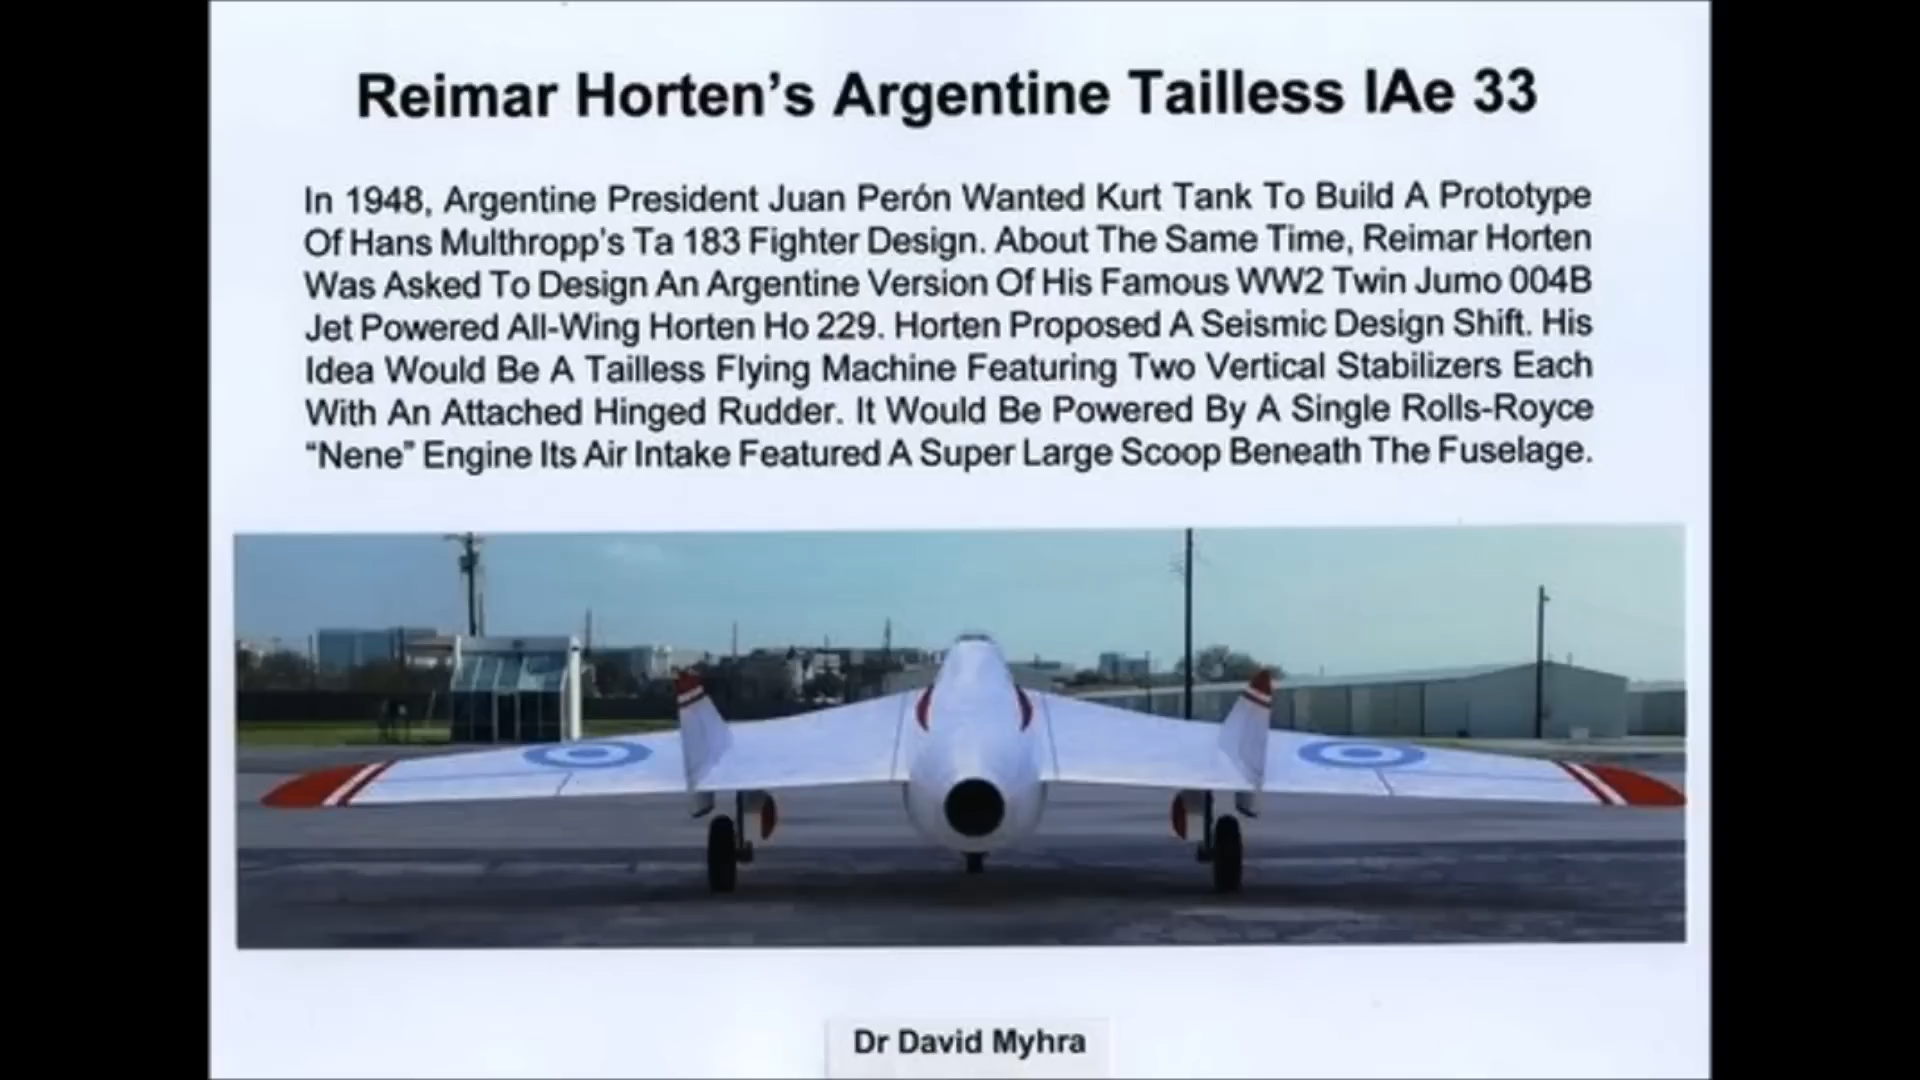 Reimar Horten’s Argentine Tailless IAe 33
In 1948, Argentine President Juan Perón Wanted Kurt Tank To Build A Prototype
Of Hans Multhropp’s Ta 183 Fighter Design. About The Same Time, Reimar Horten
Was Asked To Design An Argentine Version Of His Famous WW2 Twin Jumo 004B
Jet Powered All-Wing Horten Ho 229. Horten Proposed A Seismic Design Shift. His
Idea Would Be A Tailless Flying Machine Featuring Two Vertical Stabilizers Each
With An Attached Hinged Rudder. It Would Be Powered By A Single Rolls-Royce
“Nene” Engine Its Air Intake Featured A Super Large Scoop Beneath The Fuselage.
Dr David Myhra